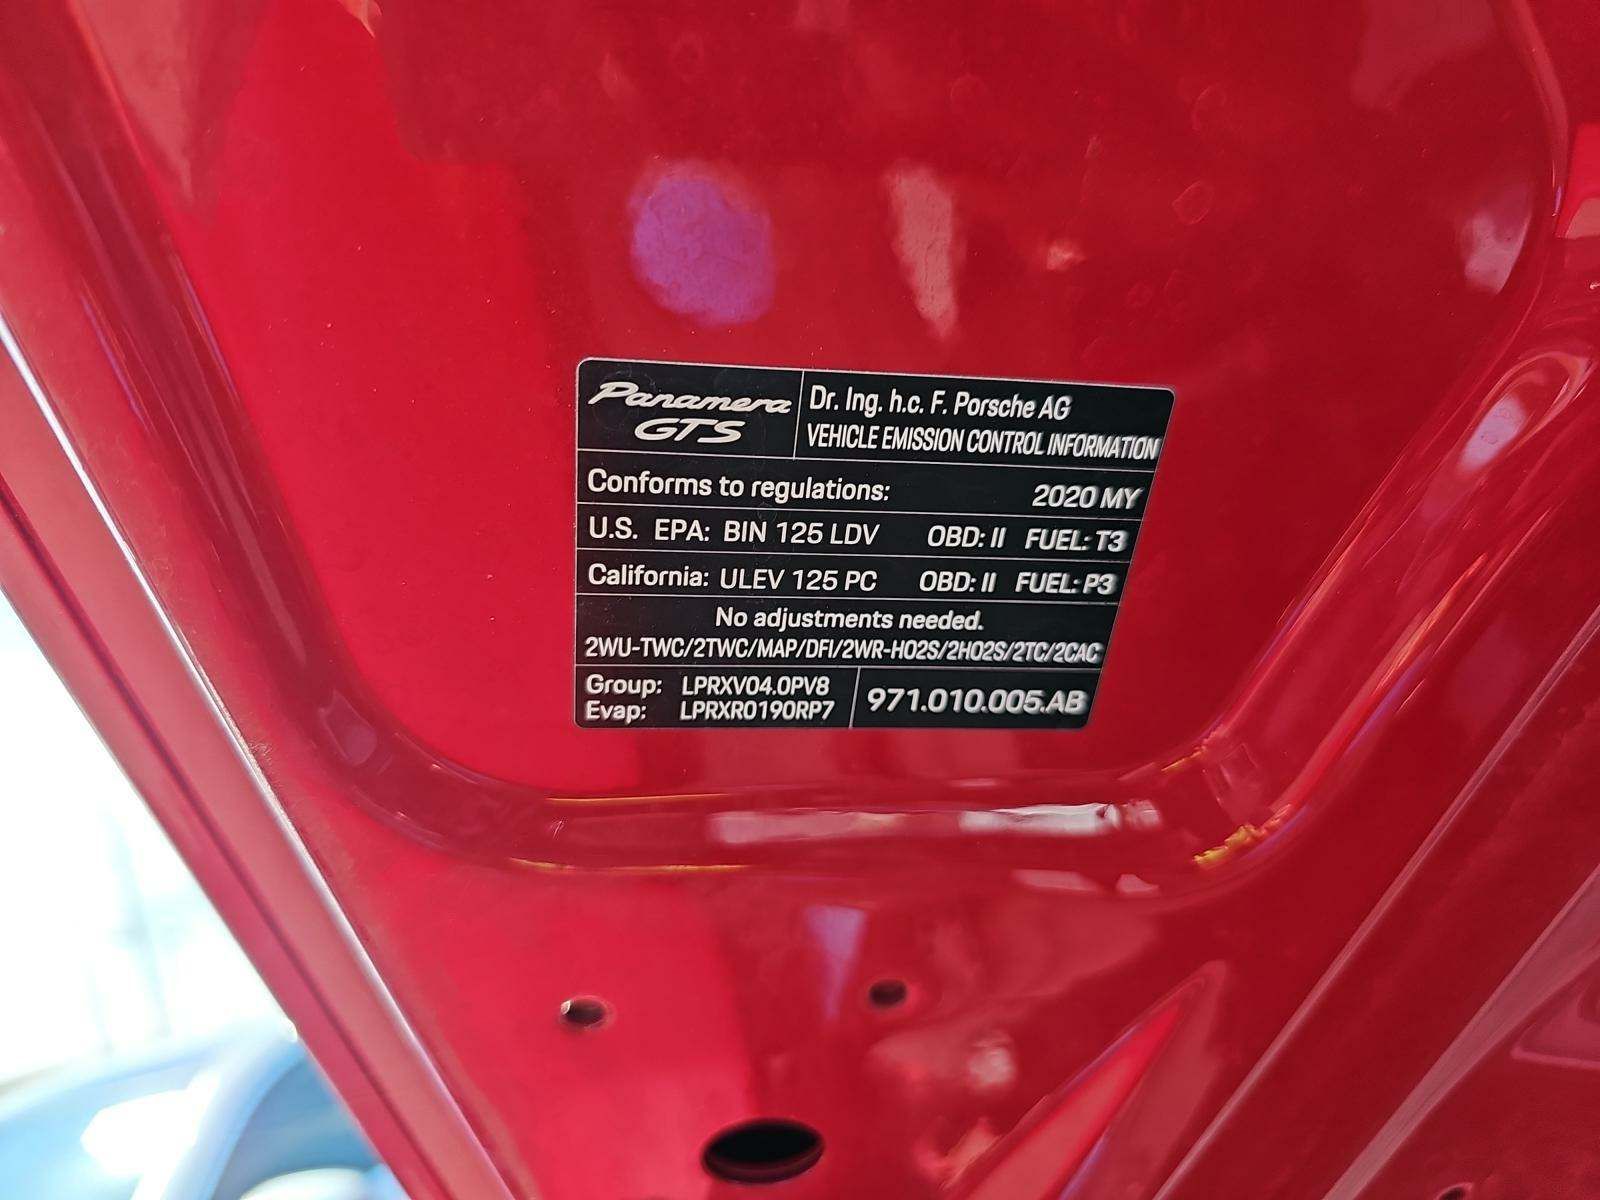 Panamera GTS
Dr. Ing. h.c. F. Porsche AG
VEHICLE EMISSION CONTROL INFORMATION
Conforms to regulations: 2020 MY
U.S. EPA: BIN 125 LDV OBD: II FUEL: T3
California: ULEV 125 PC OBD: II FUEL: P3
No adjustments needed.
2WU-TWC/2TWC/MAP/DFI/2WR-HO2S/2HO2S/2TC/2CAC
Group: LPRXV04.0PV8
Evap: LPRXR0190RP7
971.010.005.AB